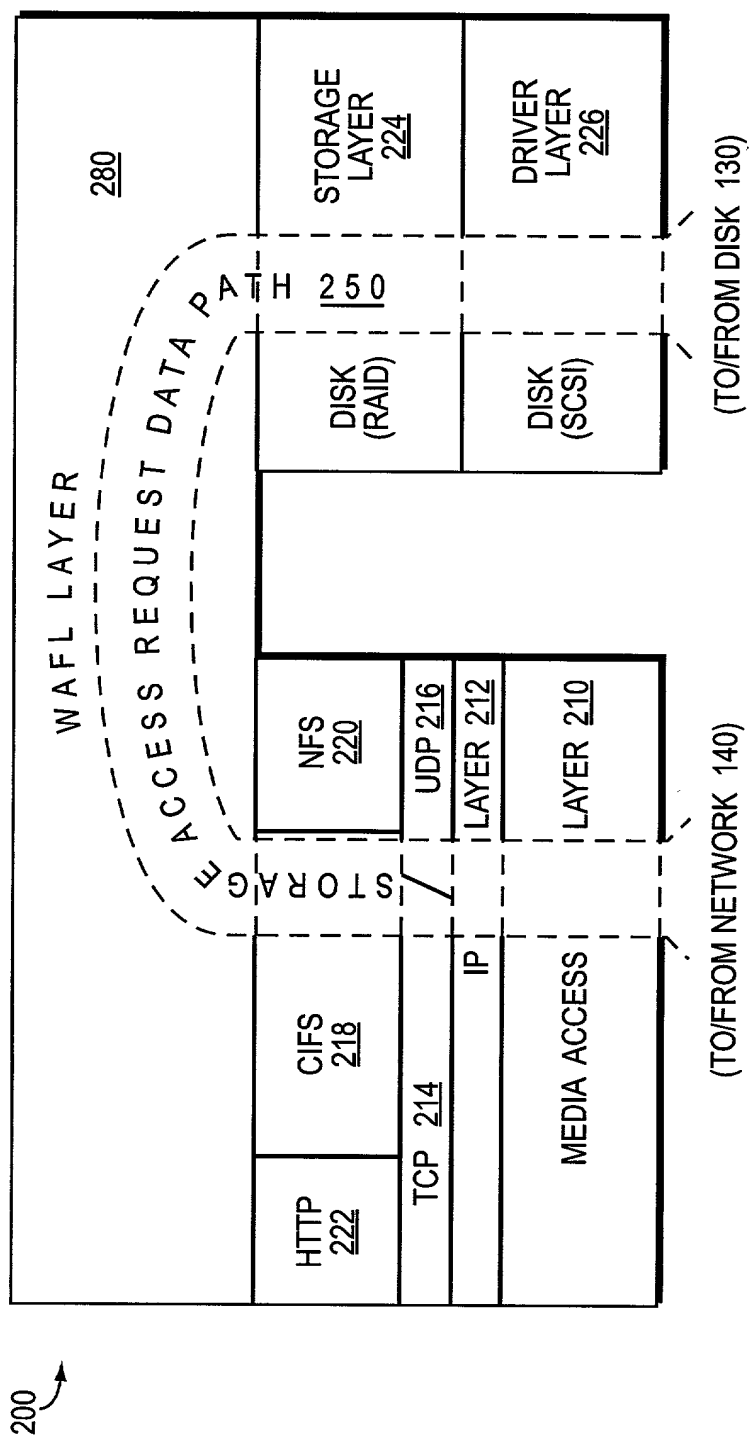 200
WAFL LAYER
280
STORAGE ACCESS REQUEST DATA PATH 250
HTTP
222
CIFS
218
NFS
220
TCP 214
UDP 216
IP
LAYER 212
MEDIA ACCESS
LAYER 210
(TO/FROM NETWORK 140)
DISK
(RAID)
STORAGE
LAYER
224
DISK
(SCSI)
DRIVER
LAYER
226
(TO/FROM DISK 130)